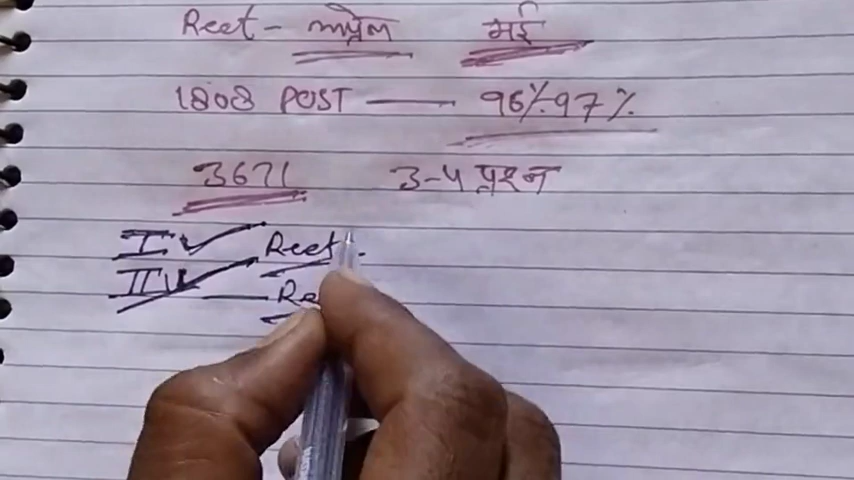 Reet - अप्रैल मई
1808 POST — 96%-97%
3671 3-4 प्रश्न
I ✓ Reet
II ✓ —